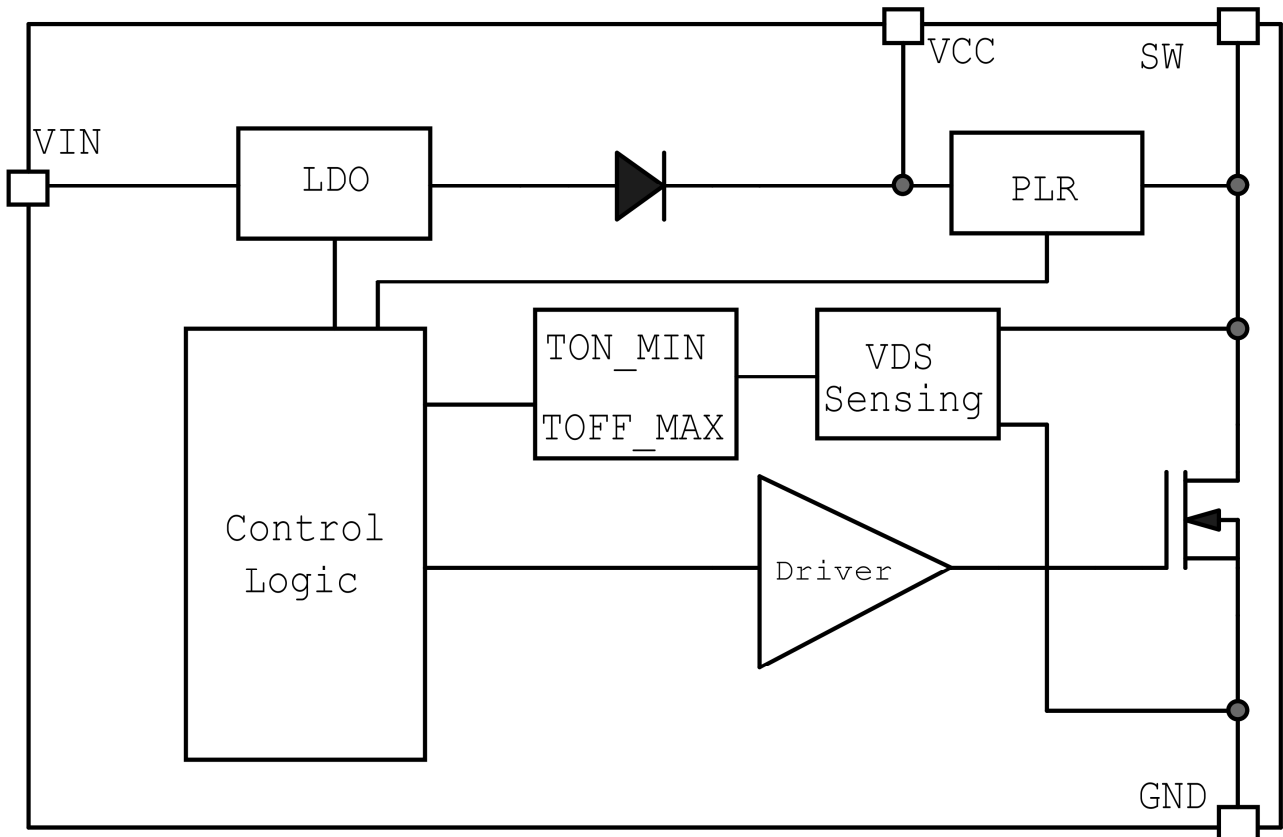 VCC
SW
VIN
LDO
PLR
TON_MIN
TOFF_MAX
VDS
Sensing
Control
Logic
Driver
GND